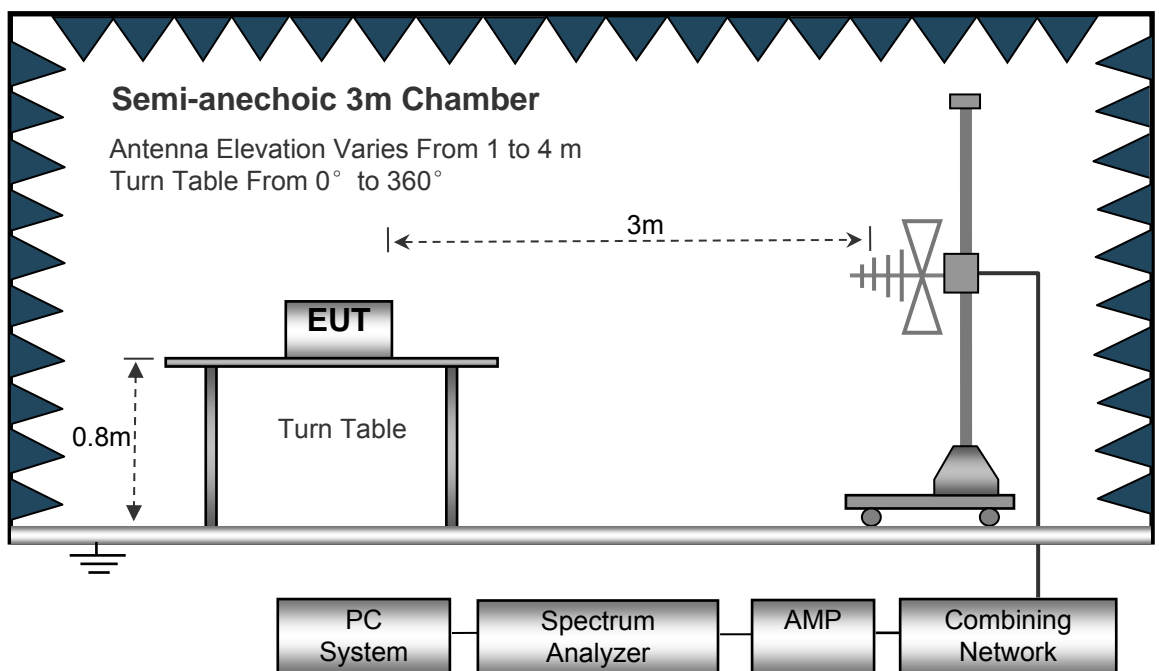 Semi-anechoic 3m Chamber
Antenna Elevation Varies From 1 to 4 m
Turn Table From 0° to 360°
3m
EUT
0.8m
Turn Table
PC
System
Spectrum
Analyzer
AMP
Combining
Network